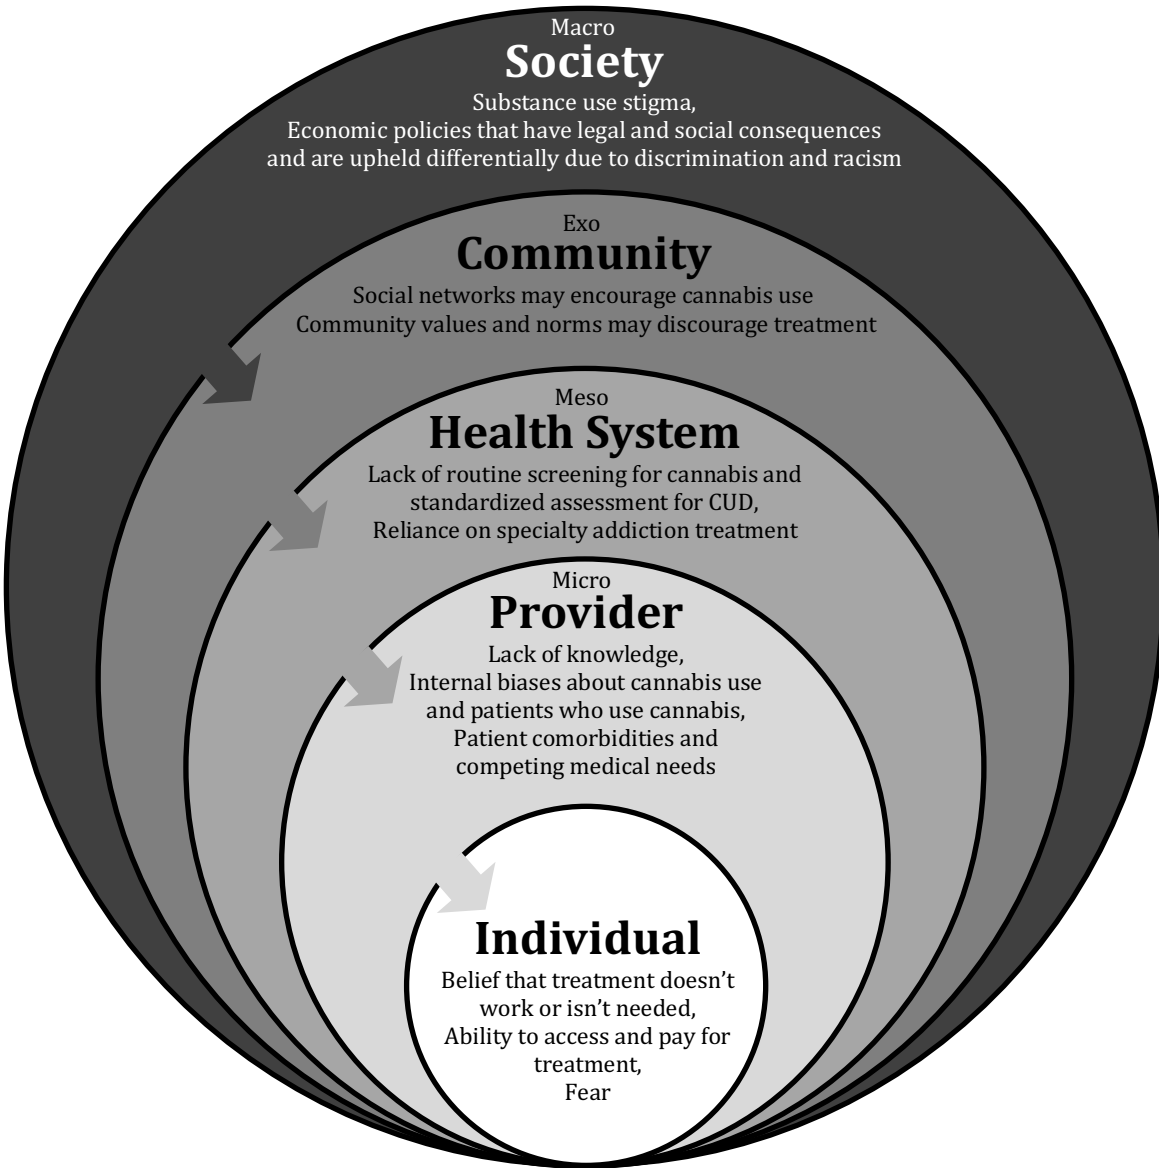 Macro
Society
Substance use stigma,
Economic policies that have legal and social consequences
and are upheld differentially due to discrimination and racism
Exo
Community
Social networks may encourage cannabis use
Community values and norms may discourage treatment
Meso
Health System
Lack of routine screening for cannabis and
standardized assessment for CUD,
Reliance on specialty addiction treatment
Micro
Provider
Lack of knowledge,
Internal biases about cannabis use
and patients who use cannabis,
Patient comorbidities and
competing medical needs
Individual
Belief that treatment doesn’t
work or isn’t needed,
Ability to access and pay for
treatment,
Fear